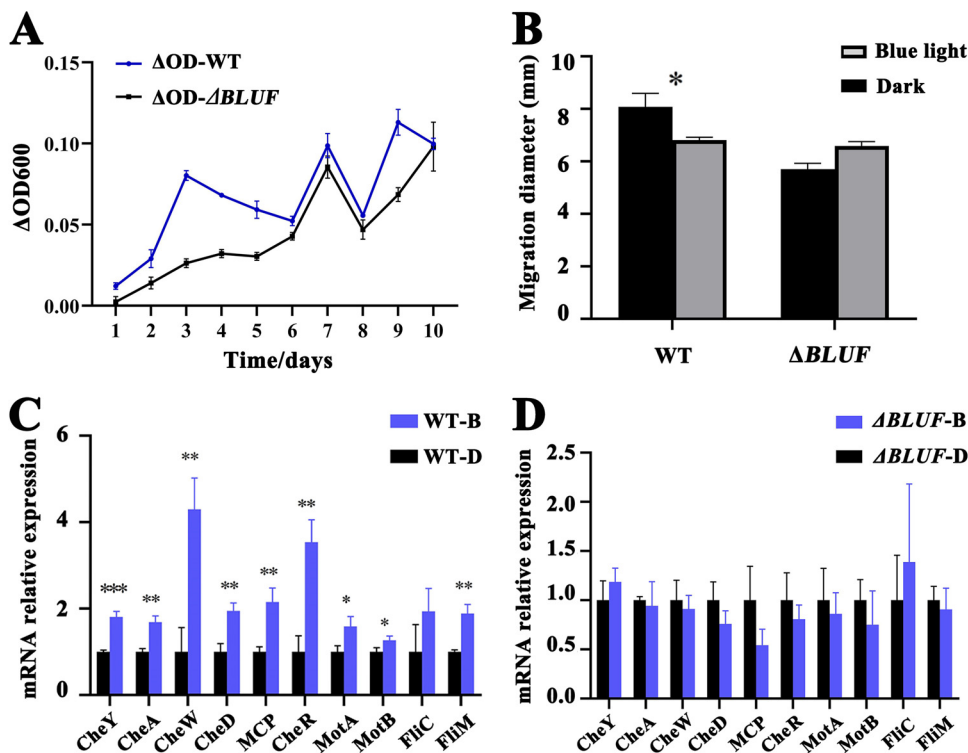 A
ΔOD-WT
ΔOD-ΔBLUF
ΔOD600
0.15
0.10
0.05
0.00
1 2 3 4 5 6 7 8 9 10
Time/days
B
Blue light
Dark
*
Migration diameter (mm)
10
8
6
4
2
0
WT ΔBLUF
C
WT-B
WT-D
mRNA relative expression
6
4
2
0
*** ** ** ** ** ** * * **
CheY CheA CheW CheD MCP CheR MotA MotB FliC FliM
D
ΔBLUF-B
ΔBLUF-D
mRNA relative expression
2.5
2.0
1.5
1.0
0.5
0.0
CheY CheA CheW CheD MCP CheR MotA MotB FliC FliM